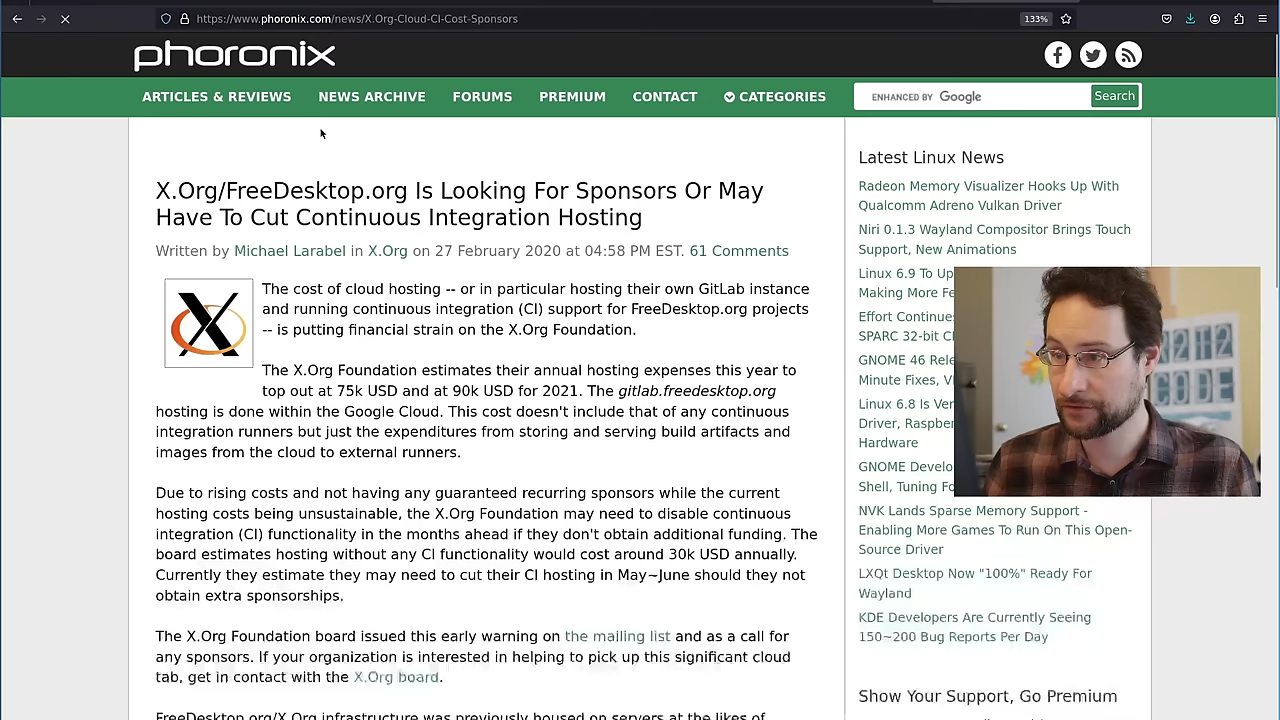 https://www.phoronix.com/news/X.Org-Cloud-CI-Cost-Sponsors
133%
phoronix
ARTICLES & REVIEWS
NEWS ARCHIVE
FORUMS
PREMIUM
CONTACT
CATEGORIES
ENHANCED BY Google
Search
X.Org/FreeDesktop.org Is Looking For Sponsors Or May
Have To Cut Continuous Integration Hosting
Written by Michael Larabel in X.Org on 27 February 2020 at 04:58 PM EST. 61 Comments
The cost of cloud hosting -- or in particular hosting their own GitLab instance
and running continuous integration (CI) support for FreeDesktop.org projects
-- is putting financial strain on the X.Org Foundation.
The X.Org Foundation estimates their annual hosting expenses this year to
top out at 75k USD and at 90k USD for 2021. The gitlab.freedesktop.org
hosting is done within the Google Cloud. This cost doesn't include that of any continuous
integration runners but just the expenditures from storing and serving build artifacts and
images from the cloud to external runners.
Due to rising costs and not having any guaranteed recurring sponsors while the current
hosting costs being unsustainable, the X.Org Foundation may need to disable continuous
integration (CI) functionality in the months ahead if they don't obtain additional funding. The
board estimates hosting without any CI functionality would cost around 30k USD annually.
Currently they estimate they may need to cut their CI hosting in May~June should they not
obtain extra sponsorships.
The X.Org Foundation board issued this early warning on the mailing list and as a call for
any sponsors. If your organization is interested in helping to pick up this significant cloud
tab, get in contact with the X.Org board.
FreeDesktop.org/X.Org infrastructure was previously housed on servers at the likes of
Latest Linux News
Radeon Memory Visualizer Hooks Up With
Qualcomm Adreno Vulkan Driver
Niri 0.1.3 Wayland Compositor Brings Touch
Support, New Animations
Linux 6.9 To Up
Making More Fe
Effort Continue
SPARC 32-bit C
GNOME 46 Rele
Minute Fixes, V
Linux 6.8 Is Ver
Driver, Raspber
Hardware
GNOME Develo
Shell, Tuning Fo
NVK Lands Sparse Memory Support -
Enabling More Games To Run On This Open-
Source Driver
LXQt Desktop Now "100%" Ready For
Wayland
KDE Developers Are Currently Seeing
150~200 Bug Reports Per Day
Show Your Support, Go Premium
CODE